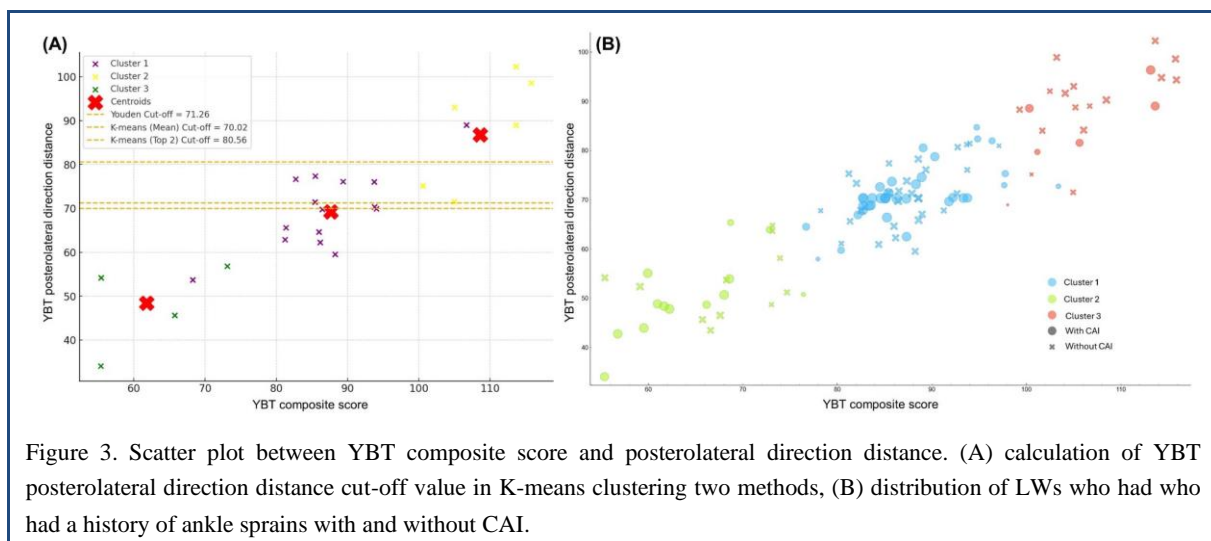 (A)
Cluster 1
Cluster 2
Cluster 3
Centroids
Youden Cut-off = 71.26
K-means (Mean) Cut-off = 70.02
K-means (Top 2) Cut-off = 80.56
YBT posterolateral direction distance
100
90
80
70
60
50
40
60
70
80
90
100
110
YBT composite score
(B)
YBT posterolateral direction distance
100
90
80
70
60
50
40
Cluster 1
Cluster 2
Cluster 3
With CAI
Without CAI
60
70
80
90
100
110
YBT composite score
Figure 3. Scatter plot between YBT composite score and posterolateral direction distance. (A) calculation of YBT
posterolateral direction distance cut-off value in K-means clustering two methods, (B) distribution of LWs who had who
had a history of ankle sprains with and without CAI.